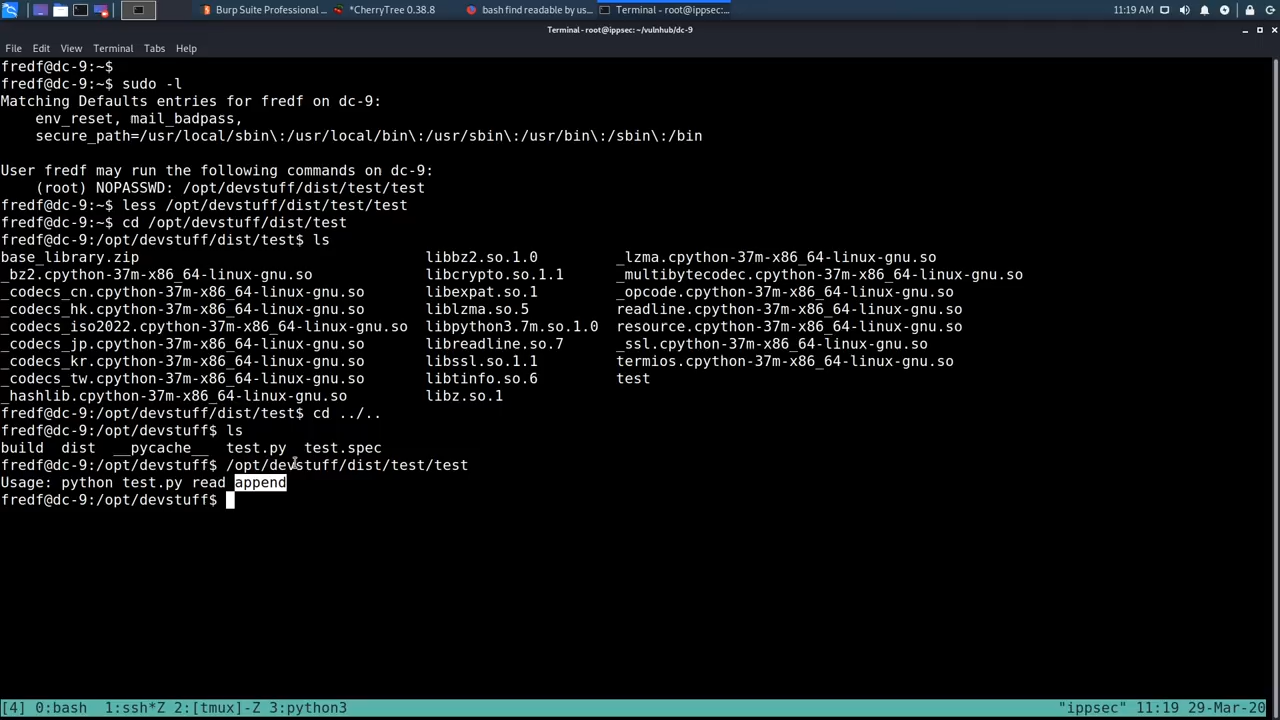 Burp Suite Professional ... *CherryTree 0.38.8 bash find readable by us... Terminal - root@ippsec:... 11:19 AM
Terminal - root@ippsec: ~/vulnhub/dc-9
File Edit View Terminal Tabs Help
fredf@dc-9:~$
fredf@dc-9:~$ sudo -l
Matching Defaults entries for fredf on dc-9:
    env_reset, mail_badpass,
    secure_path=/usr/local/sbin\:/usr/local/bin\:/usr/sbin\:/usr/bin\:/sbin\:/bin
User fredf may run the following commands on dc-9:
    (root) NOPASSWD: /opt/devstuff/dist/test/test
fredf@dc-9:~$ less /opt/devstuff/dist/test/test
fredf@dc-9:~$ cd /opt/devstuff/dist/test
fredf@dc-9:/opt/devstuff/dist/test$ ls
base_library.zip libbz2.so.1.0 _lzma.cpython-37m-x86_64-linux-gnu.so
_bz2.cpython-37m-x86_64-linux-gnu.so libcrypto.so.1.1 _multibytecodec.cpython-37m-x86_64-linux-gnu.so
_codecs_cn.cpython-37m-x86_64-linux-gnu.so libexpat.so.1 _opcode.cpython-37m-x86_64-linux-gnu.so
_codecs_hk.cpython-37m-x86_64-linux-gnu.so liblzma.so.5 readline.cpython-37m-x86_64-linux-gnu.so
_codecs_iso2022.cpython-37m-x86_64-linux-gnu.so libpython3.7m.so.1.0 resource.cpython-37m-x86_64-linux-gnu.so
_codecs_jp.cpython-37m-x86_64-linux-gnu.so libreadline.so.7 _ssl.cpython-37m-x86_64-linux-gnu.so
_codecs_kr.cpython-37m-x86_64-linux-gnu.so libssl.so.1.1 termios.cpython-37m-x86_64-linux-gnu.so
_codecs_tw.cpython-37m-x86_64-linux-gnu.so libtinfo.so.6 test
_hashlib.cpython-37m-x86_64-linux-gnu.so libz.so.1
fredf@dc-9:/opt/devstuff/dist/test$ cd ../..
fredf@dc-9:/opt/devstuff$ ls
build dist __pycache__ test.py test.spec
fredf@dc-9:/opt/devstuff$ /opt/devstuff/dist/test/test
Usage: python test.py read append
fredf@dc-9:/opt/devstuff$
[4] 0:bash 1:ssh*Z 2:[tmux]-Z 3:python3 "ippsec" 11:19 29-Mar-20